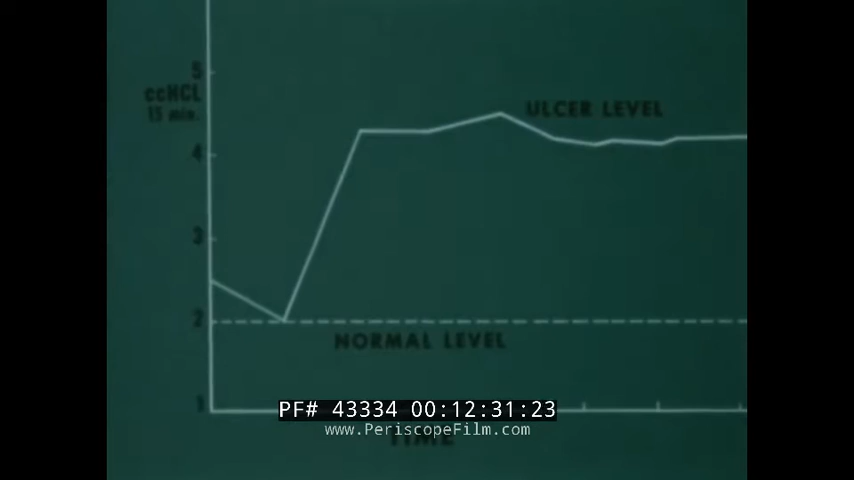 5
ccHCL
15 min.
ULCER LEVEL
4
3
2
NORMAL LEVEL
1
PF# 43334 00:12:31:23
www.PeriscopeFilm.com
TIME